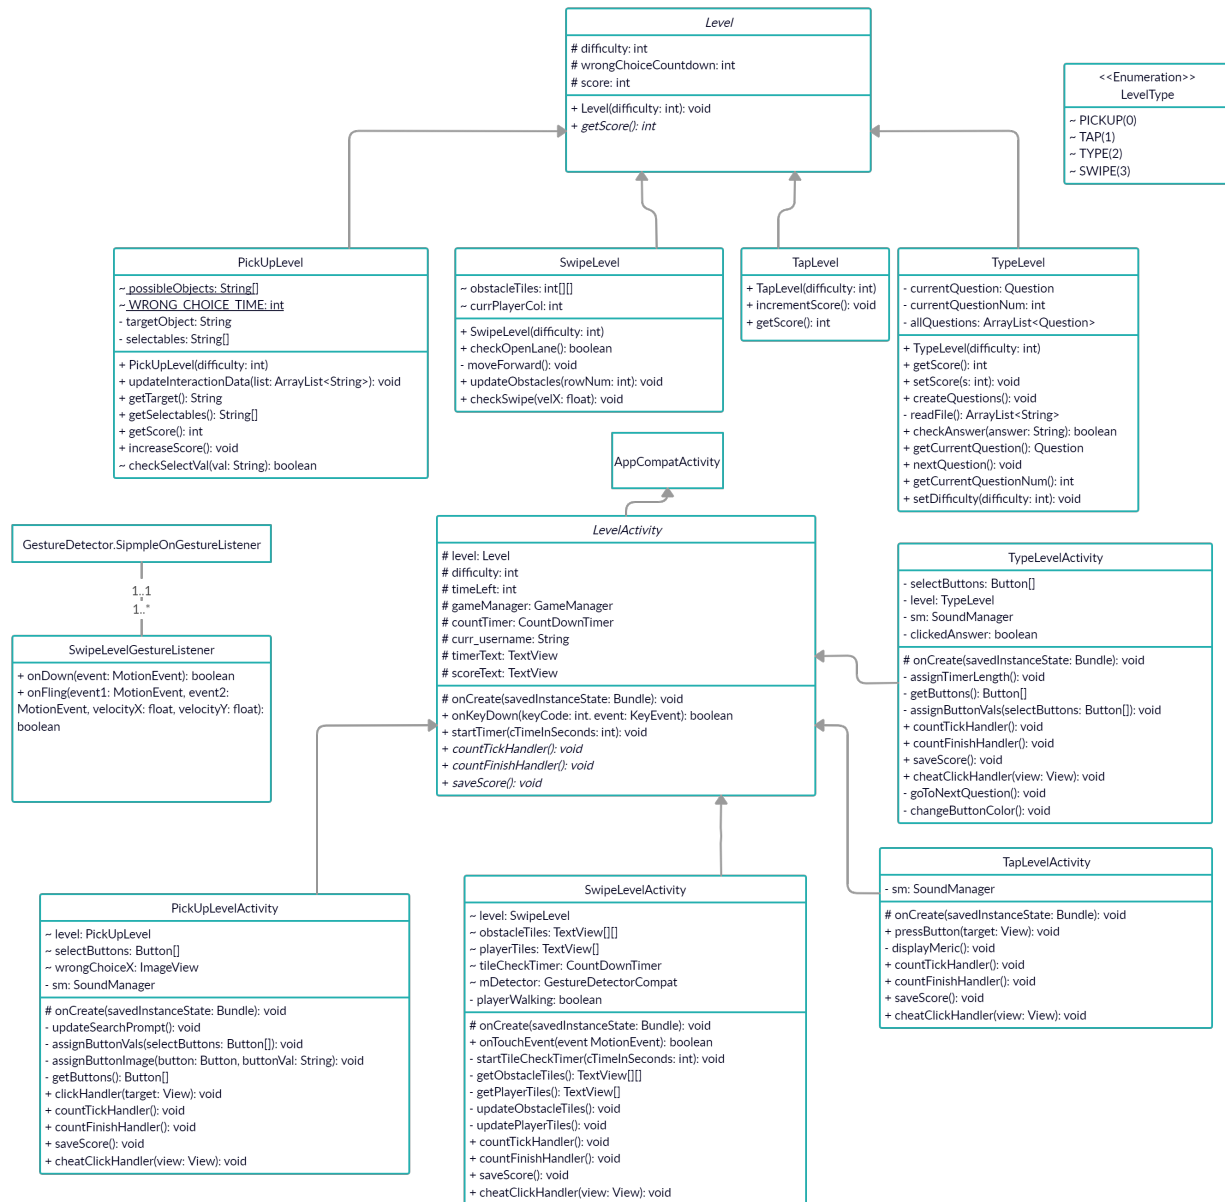 Level
# difficulty: int
# wrongChoiceCountdown: int
# score: int
+ Level(difficulty: int): void
+ getScore(): int
<<Enumeration>>
LevelType
~ PICKUP(0)
~ TAP(1)
~ TYPE(2)
~ SWIPE(3)
PickUpLevel
~ possibleObjects: String[]
~ WRONG_CHOICE_TIME: int
- targetObject: String
- selectables: String[]
+ PickUpLevel(difficulty: int)
+ updateInteractionData(list: ArrayList<String>): void
+ getTarget(): String
+ getSelectables(): String[]
+ getScore(): int
+ increaseScore(): void
~ checkSelectVal(val: String): boolean
SwipeLevel
~ obstacleTiles: int[][]
~ currPlayerCol: int
+ SwipeLevel(difficulty: int)
+ checkOpenLane(): boolean
- moveForward(): void
+ updateObstacles(rowNum: int): void
+ checkSwipe(velX: float): void
TapLevel
+ TapLevel(difficulty: int)
+ incrementScore(): void
+ getScore(): int
TypeLevel
- currentQuestion: Question
- currentQuestionNum: int
- allQuestions: ArrayList<Question>
+ TypeLevel(difficulty: int)
+ getScore(): int
+ setScore(s: int): void
+ createQuestions(): void
- readFile(): ArrayList<String>
+ checkAnswer(answer: String): boolean
+ getCurrentQuestion(): Question
+ nextQuestion(): void
+ getCurrentQuestionNum(): int
+ setDifficulty(difficulty: int): void
AppCompatActivity
GestureDetector.SipmpleOnGestureListener
1..1
1..*
SwipeLevelGestureListener
+ onDown(event: MotionEvent): boolean
+ onFling(event1: MotionEvent, event2:
MotionEvent, velocityX: float, velocityY: float):
boolean
LevelActivity
# level: Level
# difficulty: int
# timeLeft: int
# gameManager: GameManager
# countTimer: CountDownTimer
# curr_username: String
# timerText: TextView
# scoreText: TextView
# onCreate(savedInstanceState: Bundle): void
+ onKeyDown(keyCode: int. event: KeyEvent): boolean
+ startTimer(cTimeInSeconds: int): void
+ countTickHandler(): void
+ countFinishHandler(): void
+ saveScore(): void
TypeLevelActivity
- selectButtons: Button[]
- level: TypeLevel
- sm: SoundManager
- clickedAnswer: boolean
# onCreate(savedInstanceState: Bundle): void
- assignTimerLength(): void
- getButtons(): Button[]
- assignButtonVals(selectButtons: Button[]): void
+ countTickHandler(): void
+ countFinishHandler(): void
+ saveScore(): void
+ cheatClickHandler(view: View): void
- goToNextQuestion(): void
- changeButtonColor(): void
TapLevelActivity
- sm: SoundManager
# onCreate(savedInstanceState: Bundle): void
+ pressButton(target: View): void
- displayMeric(): void
+ countTickHandler(): void
+ countFinishHandler(): void
+ saveScore(): void
+ cheatClickHandler(view: View): void
PickUpLevelActivity
~ level: PickUpLevel
~ selectButtons: Button[]
~ wrongChoiceX: ImageView
- sm: SoundManager
# onCreate(savedInstanceState: Bundle): void
- updateSearchPrompt(): void
- assignButtonVals(selectButtons: Button[]): void
- assignButtonImage(button: Button, buttonVal: String): void
- getButtons(): Button[]
+ clickHandler(target: View): void
+ countTickHandler(): void
+ countFinishHandler(): void
+ saveScore(): void
+ cheatClickHandler(view: View): void
SwipeLevelActivity
~ level: SwipeLevel
~ obstacleTiles: TextView[][]
~ playerTiles: TextView[]
~ tileCheckTimer: CountDownTimer
~ mDetector: GestureDetectorCompat
- playerWalking: boolean
# onCreate(savedInstanceState: Bundle): void
+ onTouchEvent(event MotionEvent): boolean
- startTileCheckTimer(cTimeInSeconds: int): void
- getObstacleTiles(): TextView[][]
- getPlayerTiles(): TextView[]
- updateObstacleTiles(): void
- updatePlayerTiles(): void
+ countTickHandler(): void
+ countFinishHandler(): void
+ saveScore(): void
+ cheatClickHandler(view: View): void